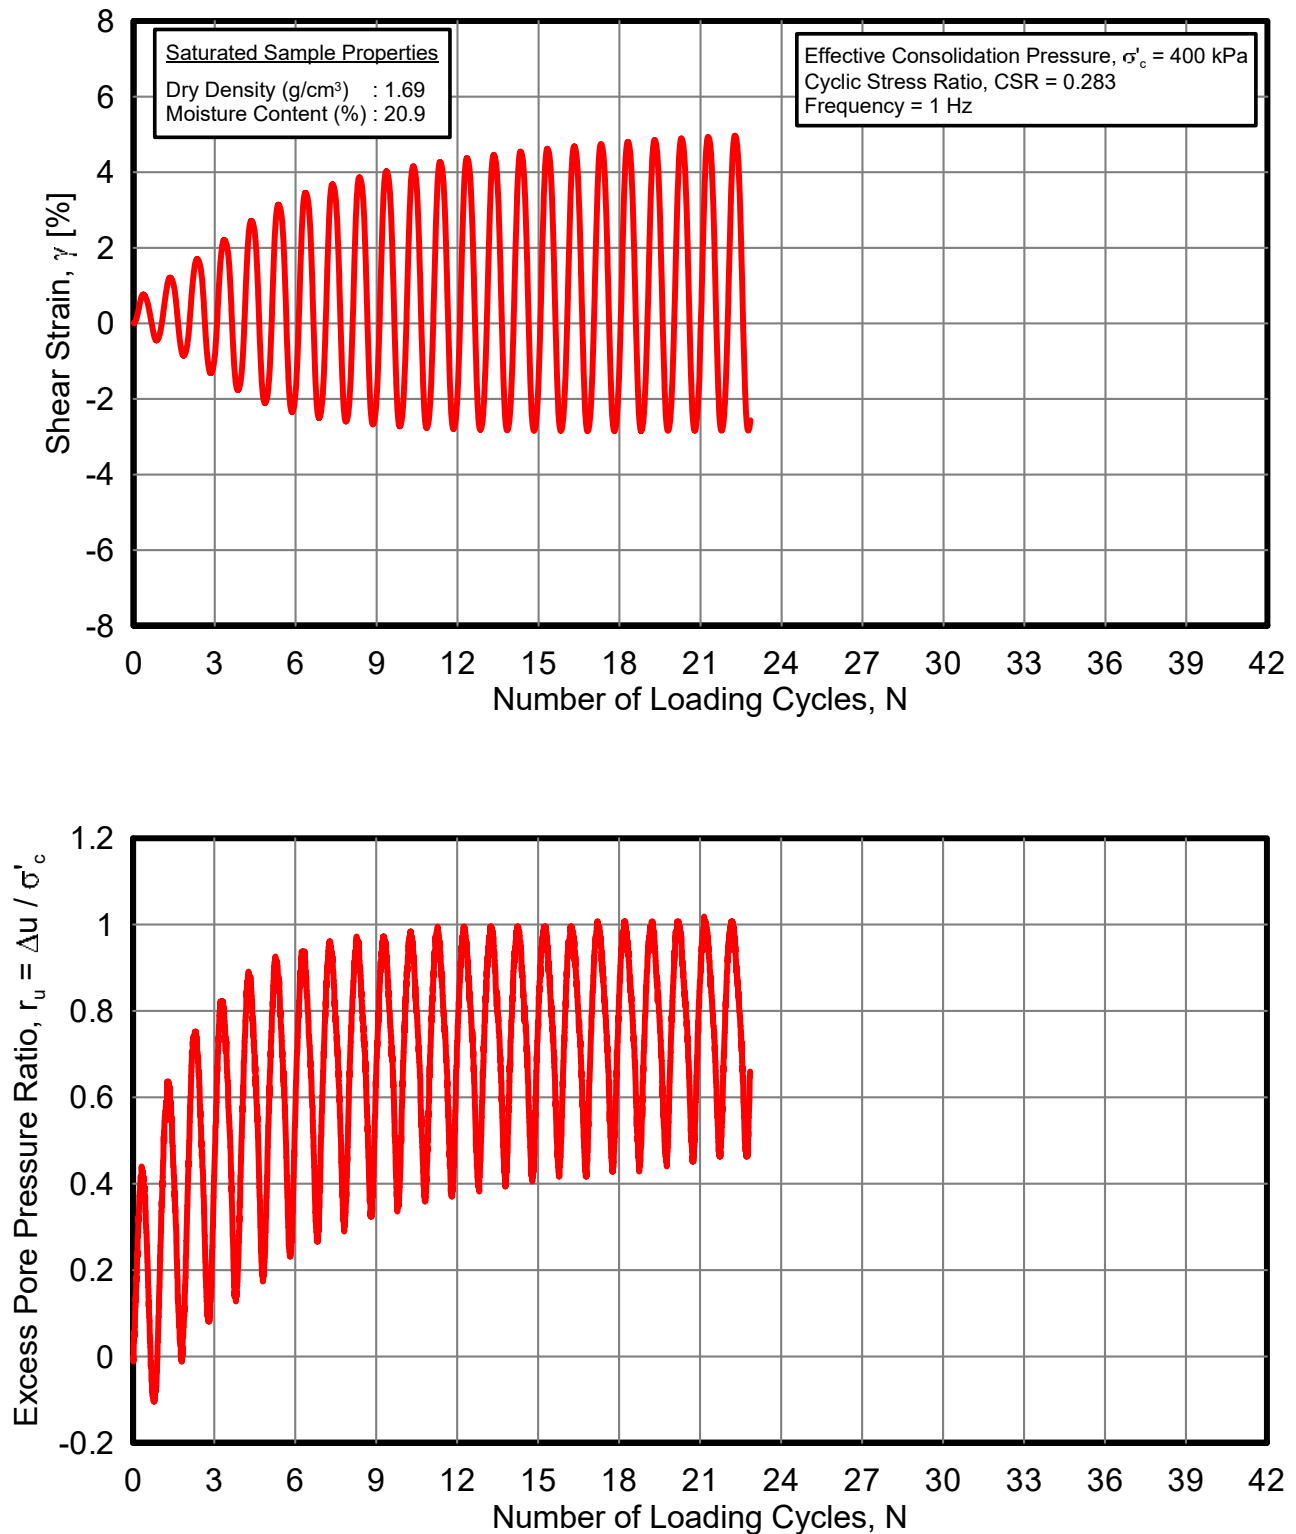 8
6
4
2
0
-2
-4
-6
-8
Shear Strain, γ [%]
Saturated Sample Properties
Dry Density (g/cm³) : 1.69
Moisture Content (%) : 20.9
Effective Consolidation Pressure, σ'c = 400 kPa
Cyclic Stress Ratio, CSR = 0.283
Frequency = 1 Hz
0 3 6 9 12 15 18 21 24 27 30 33 36 39 42
Number of Loading Cycles, N
1.2
1
0.8
0.6
0.4
0.2
0
-0.2
Excess Pore Pressure Ratio, ru = Δu / σ'c
0 3 6 9 12 15 18 21 24 27 30 33 36 39 42
Number of Loading Cycles, N